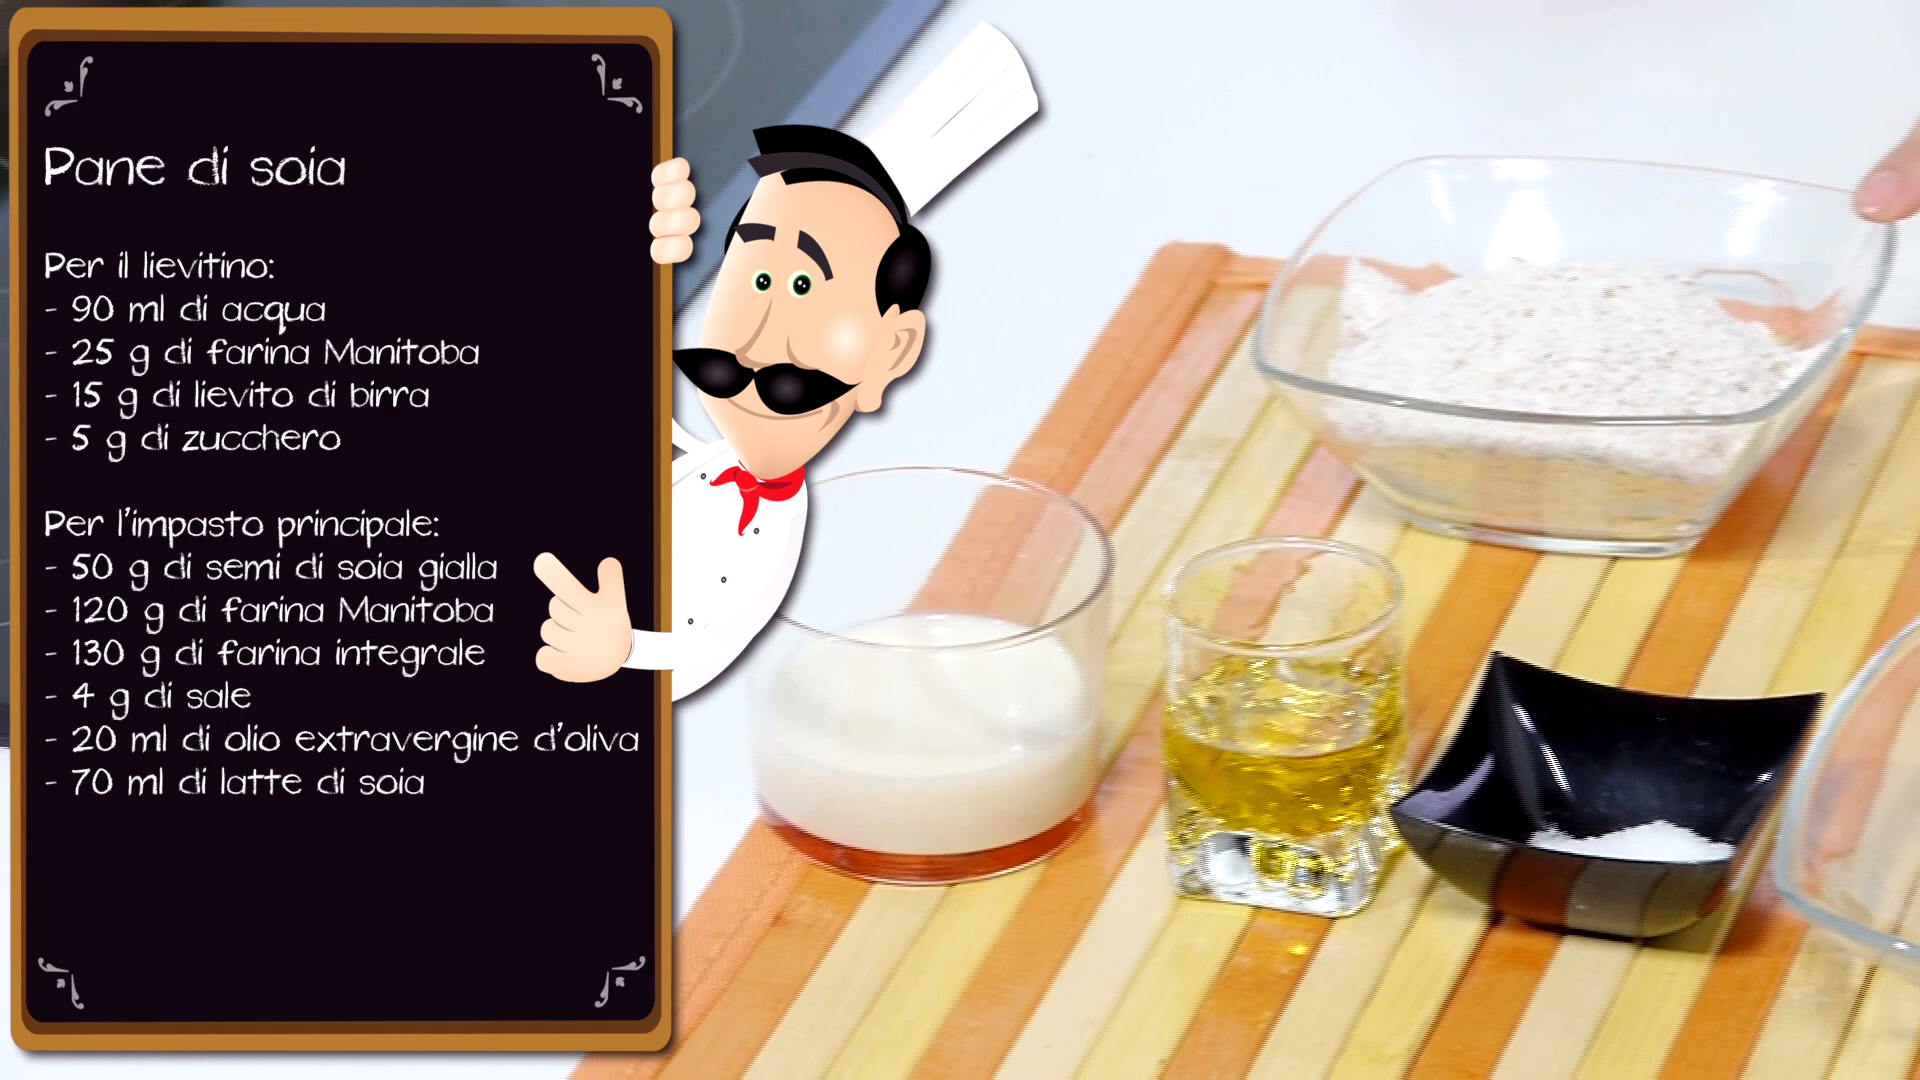 Pane di soia
Per il lievitino:
- 90 ml di acqua
- 25 g di farina Manitoba
- 15 g di lievito di birra
- 5 g di zucchero
Per l'impasto principale:
- 50 g di semi di soia gialla
- 120 g di farina Manitoba
- 130 g di farina integrale
- 4 g di sale
- 20 ml di olio extravergine d'oliva
- 70 ml di latte di soia